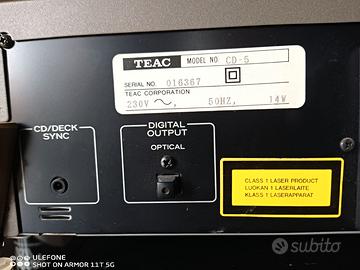 TEAC MODEL NO. CD-5
SERIAL NO. 016367
TEAC CORPORATION
230V ~, 50HZ, 14W
CD/DECK
SYNC
DIGITAL
OUTPUT
OPTICAL
CLASS 1 LASER PRODUCT
LUOKAN 1 LASERLAITE
KLASS 1 LASERAPPARAT
ULEFONE
SHOT ON ARMOR 11T 5G
subito